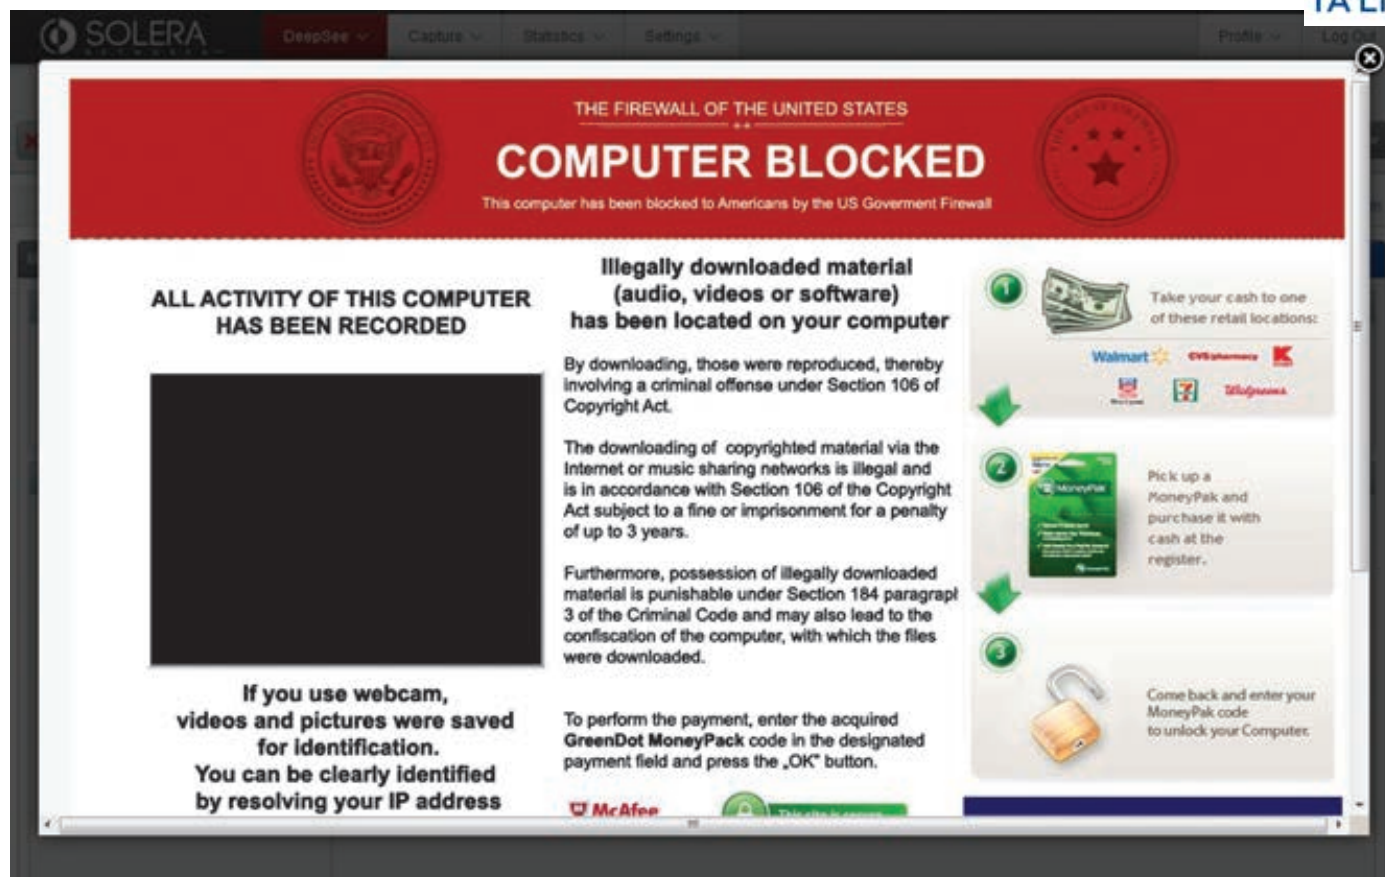 SOLERA
DeepSee
Capture
Statistics
Settings
Profile
Log Out
THE FIREWALL OF THE UNITED STATES
COMPUTER BLOCKED
This computer has been blocked to Americans by the US Goverment Firewall
ALL ACTIVITY OF THIS COMPUTER
HAS BEEN RECORDED
If you use webcam,
videos and pictures were saved
for identification.
You can be clearly identified
by resolving your IP address
Illegally downloaded material
(audio, videos or software)
has been located on your computer
By downloading, those were reproduced, thereby
involving a criminal offense under Section 106 of
Copyright Act.
The downloading of copyrighted material via the
Internet or music sharing networks is illegal and
is in accordance with Section 106 of the Copyright
Act subject to a fine or imprisonment for a penalty
of up to 3 years.
Furthermore, possession of illegally downloaded
material is punishable under Section 184 paragrapl
3 of the Criminal Code and may also lead to the
confiscation of the computer, with which the files
were downloaded.
To perform the payment, enter the acquired
GreenDot MoneyPack code in the designated
payment field and press the „OK" button.
McAfee
This site is secure
1
Take your cash to one
of these retail locations:
Walmart
CVS/pharmacy
K
7
Walgreens
2
MoneyPak
Pick up a
MoneyPak and
purchase it with
cash at the
register.
3
Come back and enter your
MoneyPak code
to unlock your Computer.